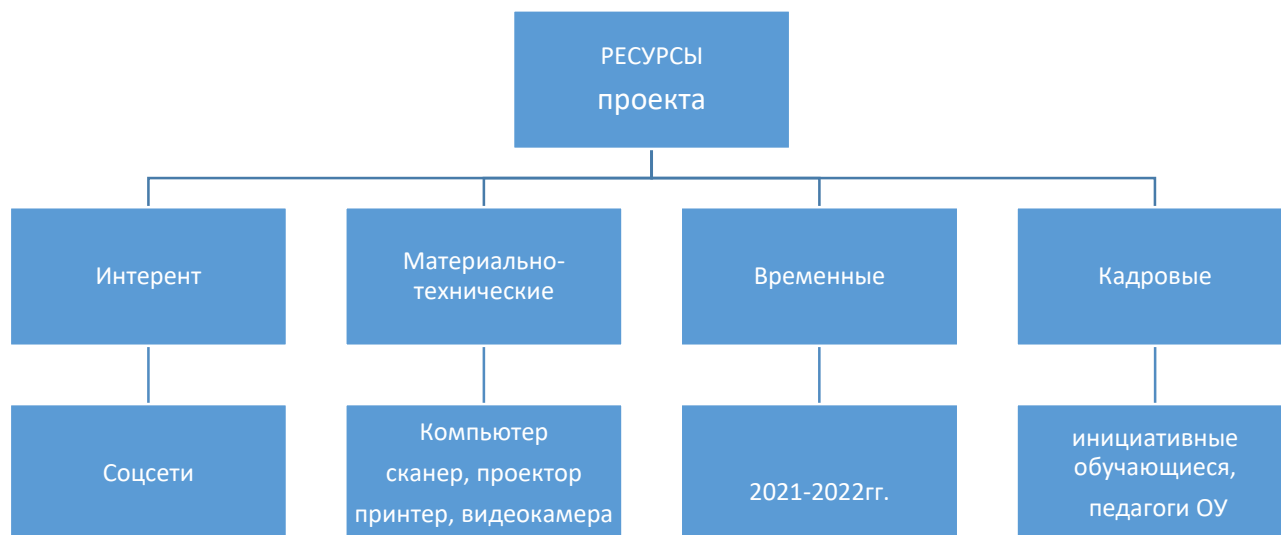 РЕСУРСЫ
проекта
Интерент
Материально-
технические
Временные
Кадровые
Соцсети
Компьютер
сканер, проектор
принтер, видеокамера
2021-2022гг.
инициативные
обучающиеся,
педагоги ОУ